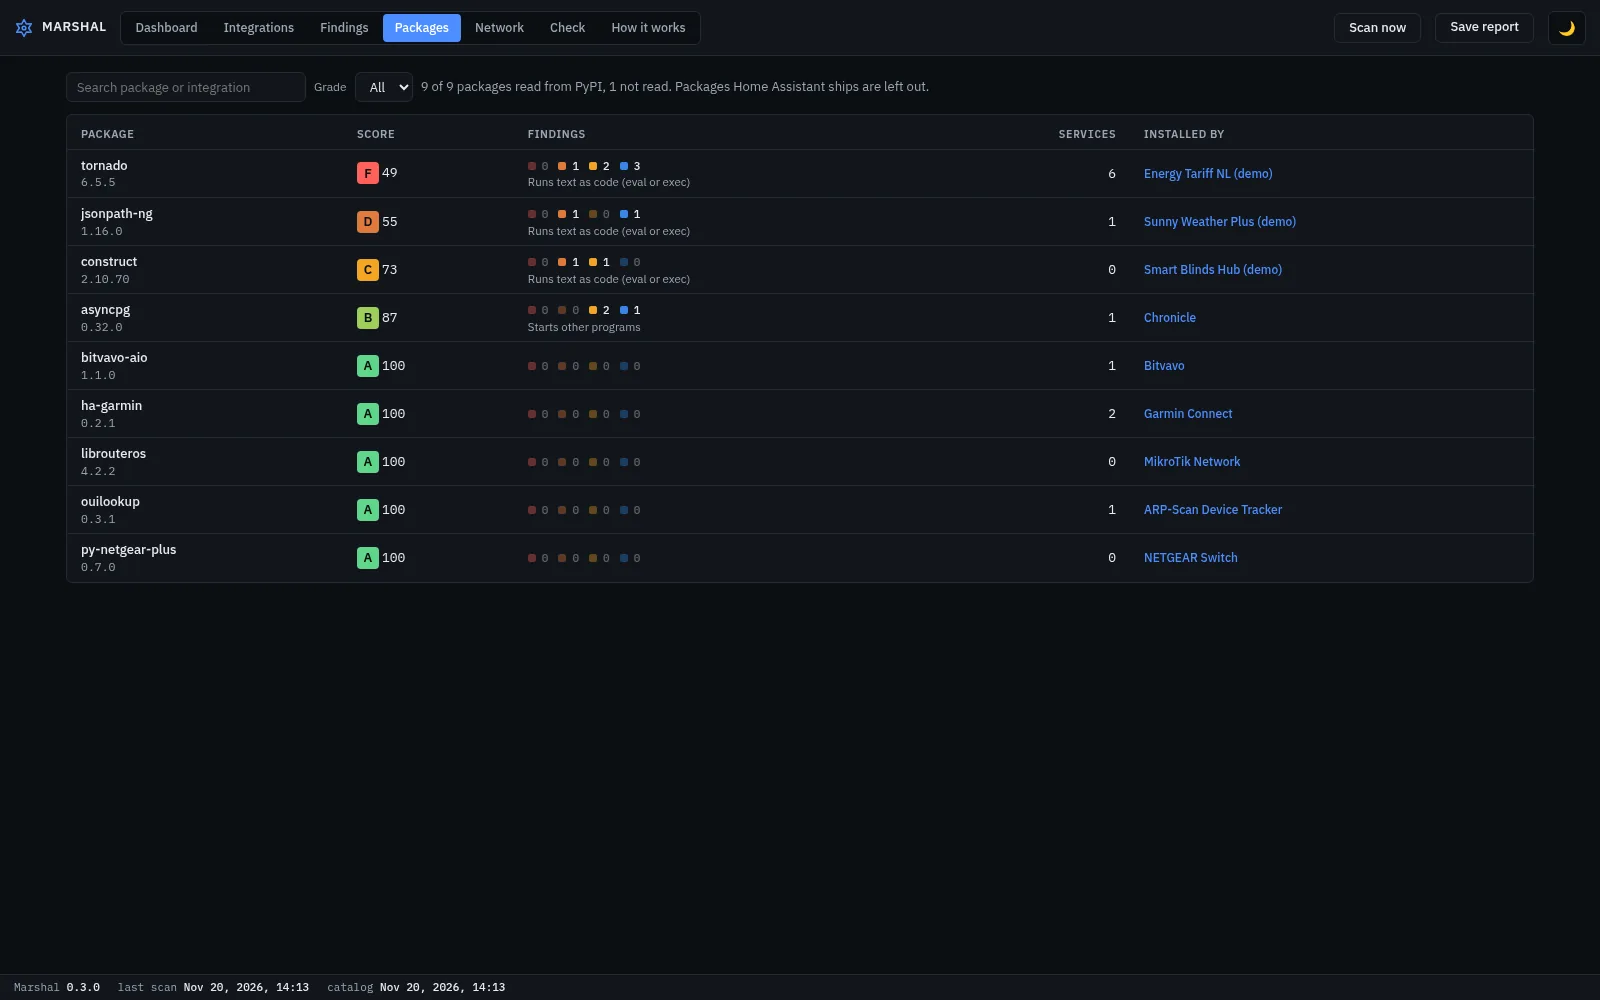 MARSHAL Dashboard Integrations Findings Packages Network Check How it works Scan now Save report
Search package or integration Grade All 9 of 9 packages read from PyPI, 1 not read. Packages Home Assistant ships are left out.
PACKAGE SCORE FINDINGS SERVICES INSTALLED BY
tornado
6.5.5
F 49
0 1 2 3
Runs text as code (eval or exec)
6
Energy Tariff NL (demo)
jsonpath-ng
1.16.0
D 55
0 1 0 1
Runs text as code (eval or exec)
1
Sunny Weather Plus (demo)
construct
2.10.70
C 73
0 1 1 0
Runs text as code (eval or exec)
0
Smart Blinds Hub (demo)
asyncpg
0.32.0
B 87
0 0 2 1
Starts other programs
1
Chronicle
bitvavo-aio
1.1.0
A 100
0 0 0 0
1
Bitvavo
ha-garmin
0.2.1
A 100
0 0 0 0
2
Garmin Connect
librouteros
4.2.2
A 100
0 0 0 0
0
MikroTik Network
ouilookup
0.3.1
A 100
0 0 0 0
1
ARP-Scan Device Tracker
py-netgear-plus
0.7.0
A 100
0 0 0 0
0
NETGEAR Switch
Marshal 0.3.0 last scan Nov 20, 2026, 14:13 catalog Nov 20, 2026, 14:13